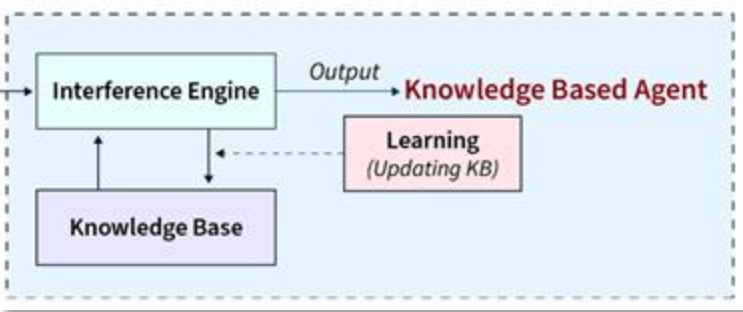 Interference Engine
Output
Knowledge Based Agent
Learning
(Updating KB)
Knowledge Base